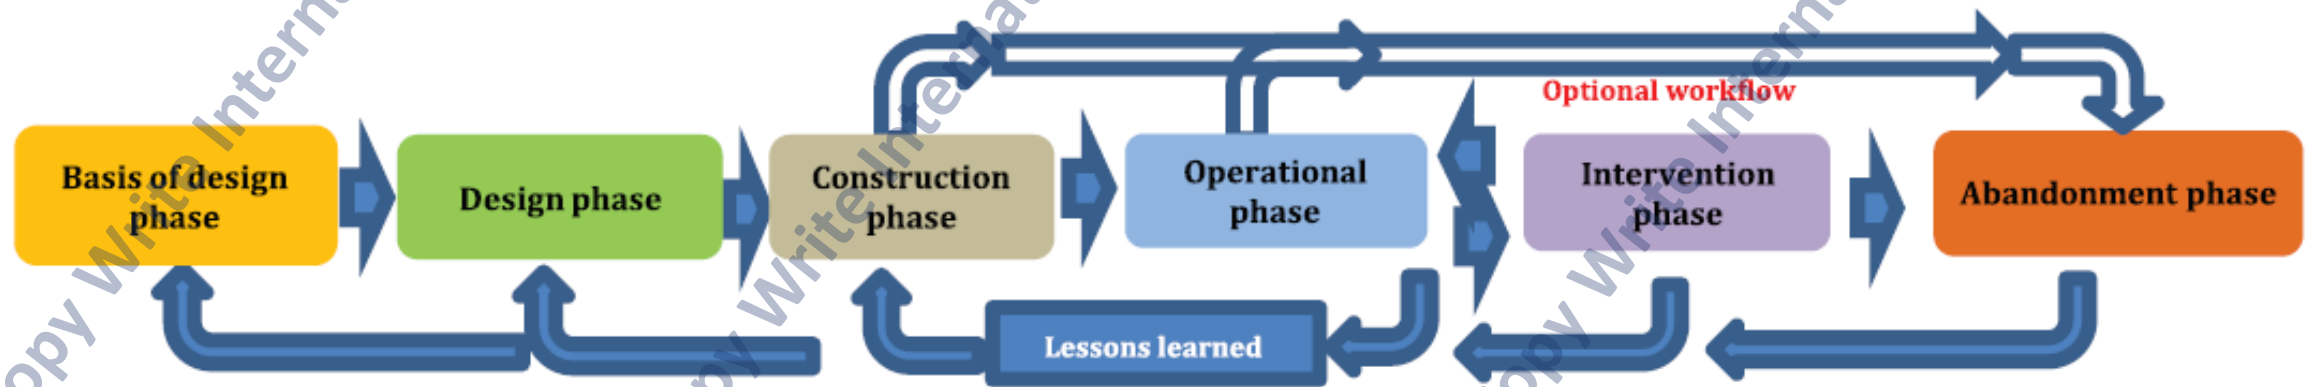 Optional workflow
Basis of design
phase
Design phase
Construction
phase
Operational
phase
Intervention
phase
Abandonment phase
Lessons learned